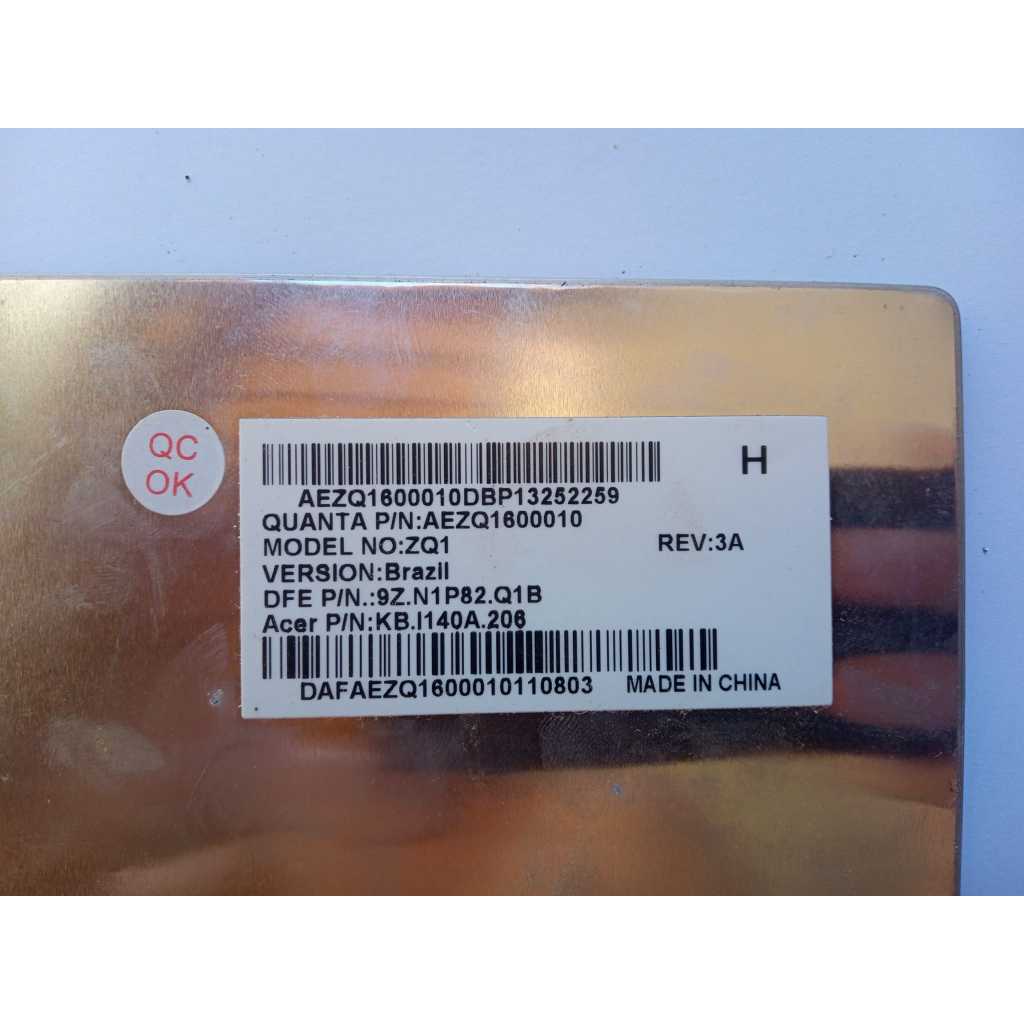 QC
OK
H
AEZQ1600010DBP13252259
QUANTA P/N:AEZQ1600010
MODEL NO:ZQ1 REV:3A
VERSION:Brazil
DFE P/N.:9Z.N1P82.Q1B
Acer P/N:KB.I140A.206
DAFAEZQ1600010110803 MADE IN CHINA